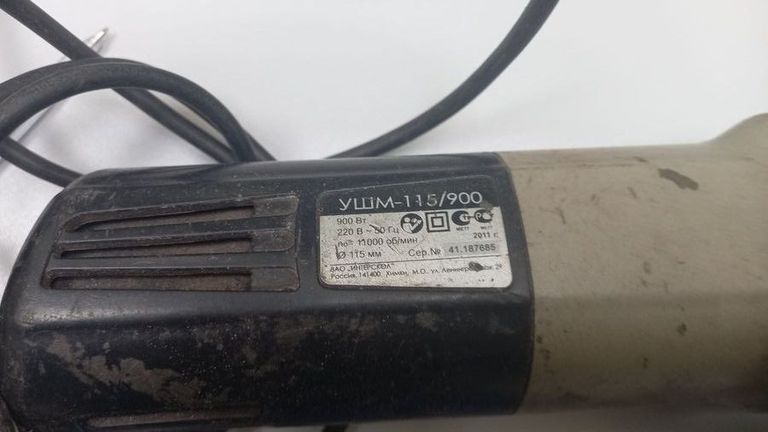 УШМ-115/900
900 Вт
220 В ~ 50 Гц
no= 11000 об/мин
2011 г.
Ø 115 мм Сер.№ 41.187685
ЗАО "ИНТЕРСКОЛ"
Россия, 141400, Химки, М.О. ул. Ленинградская 29